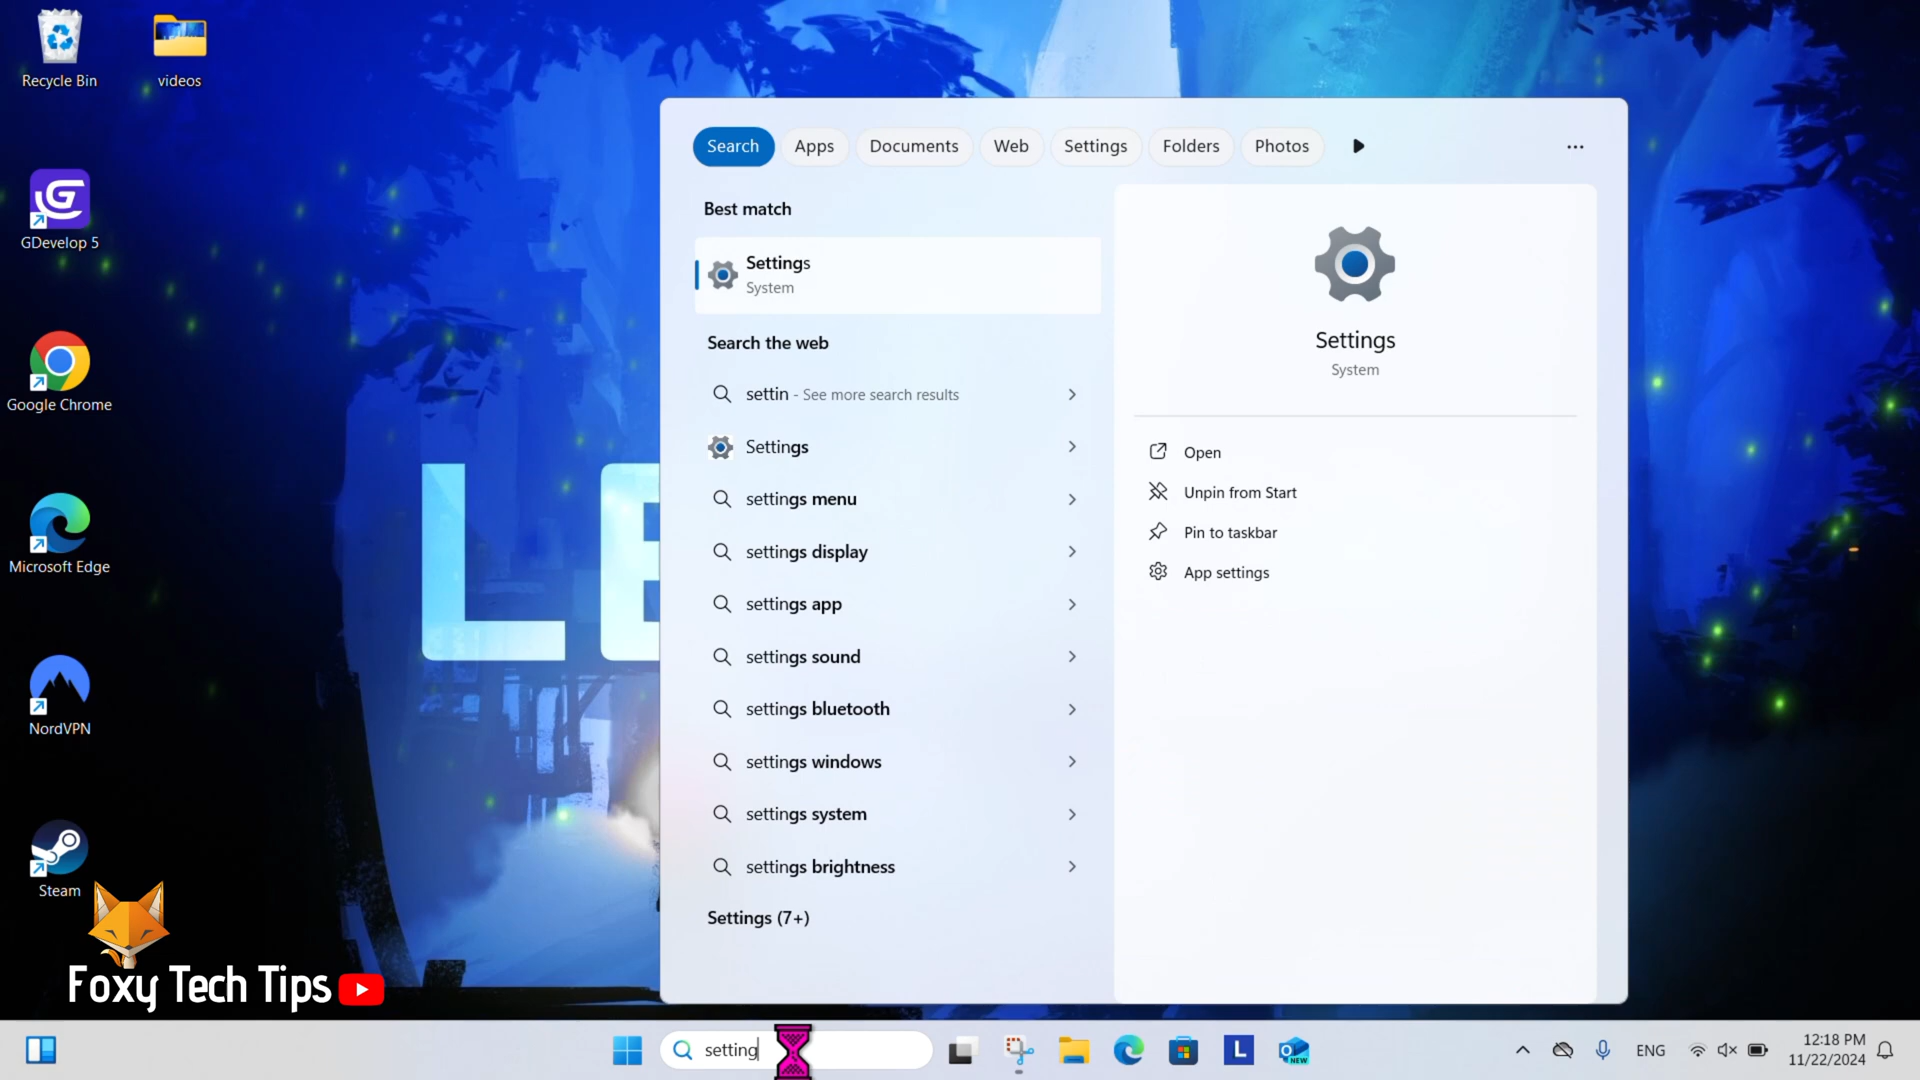 Recycle Bin
videos
GDevelop 5
Google Chrome
Microsoft Edge
NordVPN
Steam
LE
Foxy Tech Tips
Search
Apps
Documents
Web
Settings
Folders
Photos
Best match
Settings
System
Search the web
settin - See more search results
Settings
settings menu
settings display
settings app
settings sound
settings bluetooth
settings windows
settings system
settings brightness
Settings (7+)
Settings
System
Open
Unpin from Start
Pin to taskbar
App settings
setting
L
NEW
ENG
12:18 PM
11/22/2024